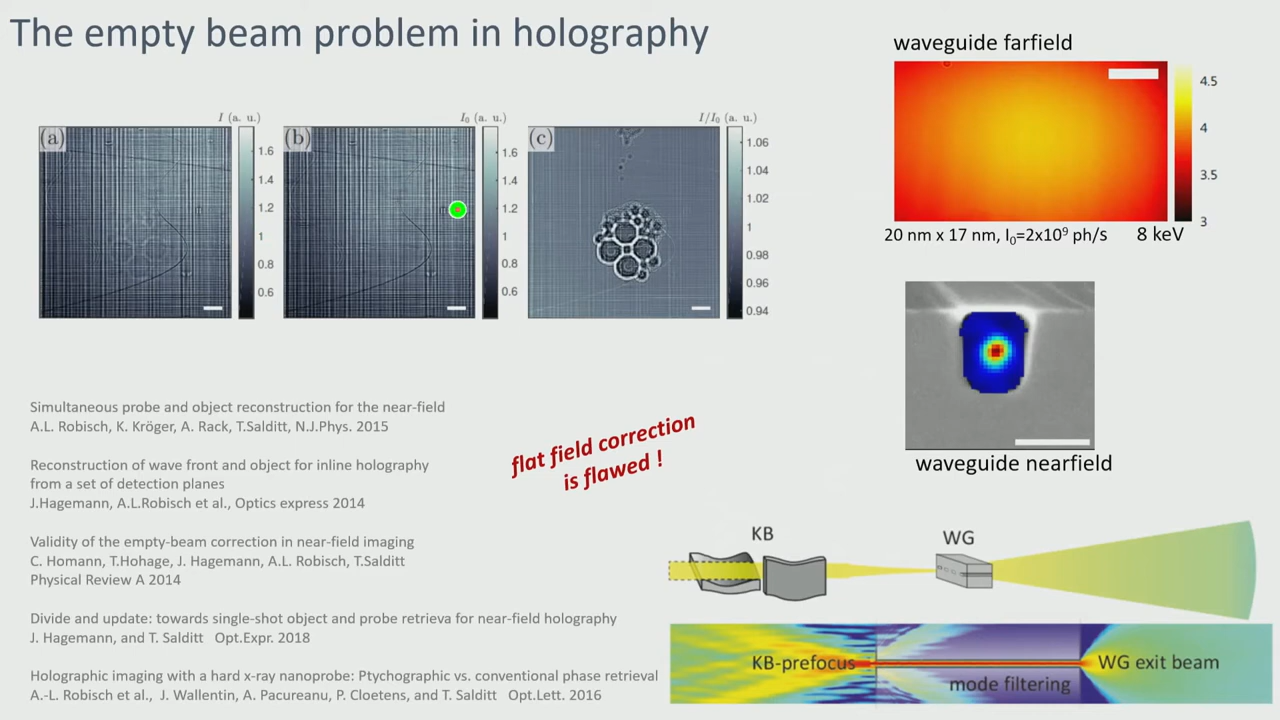 The empty beam problem in holography
I (a. u.)
I₀ (a. u.)
I/I₀ (a. u.)
(a)
(b)
(c)
1.6
1.4
1.2
1
0.8
0.6
1.6
1.4
1.2
1
0.8
0.6
1.06
1.04
1.02
1
0.98
0.96
0.94
waveguide farfield
4.5
4
3.5
3
20 nm x 17 nm, I₀=2x10⁹ ph/s 8 keV
waveguide nearfield
Simultaneous probe and object reconstruction for the near-field
A.L. Robisch, K. Kröger, A. Rack, T.Salditt, N.J.Phys. 2015
Reconstruction of wave front and object for inline holography
from a set of detection planes
J.Hagemann, A.L.Robisch et al., Optics express 2014
Validity of the empty-beam correction in near-field imaging
C. Homann, T.Hohage, J. Hagemann, A.L. Robisch, T.Salditt
Physical Review A 2014
Divide and update: towards single-shot object and probe retrieva for near-field holography
J. Hagemann, and T. Salditt Opt.Expr. 2018
Holographic imaging with a hard x-ray nanoprobe: Ptychographic vs. conventional phase retrieval
A.-L. Robisch et al., J. Wallentin, A. Pacureanu, P. Cloetens, and T. Salditt Opt.Lett. 2016
flat field correction
is flawed !
KB
WG
KB-prefocus
WG exit beam
mode filtering